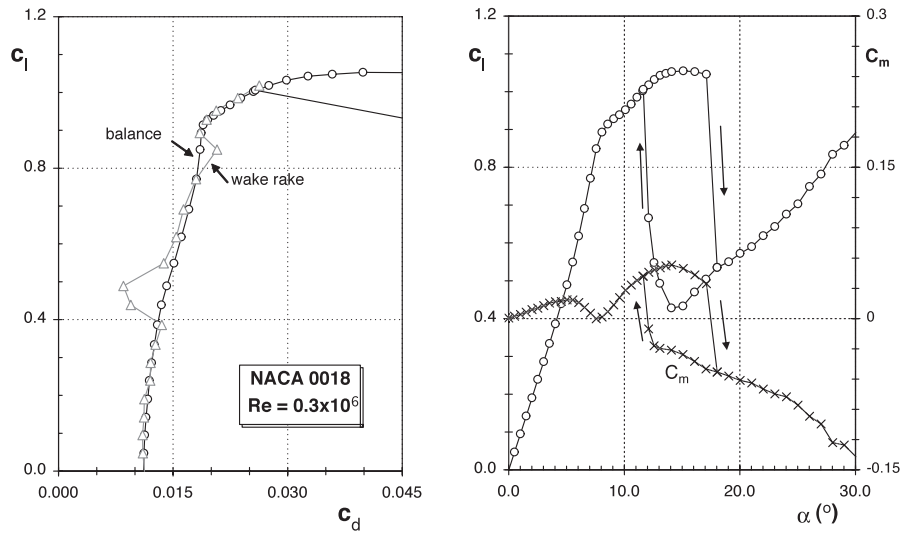 1.2
c_l
0.8
0.4
0.0
0.000
0.015
0.030
0.045
c_d
balance
wake rake
NACA 0018
Re = 0.3x10⁶
1.2
c_l
0.8
0.4
0.0
0.0
10.0
20.0
30.0
α (°)
0.3
C_m
0.15
0
-0.15
C_m